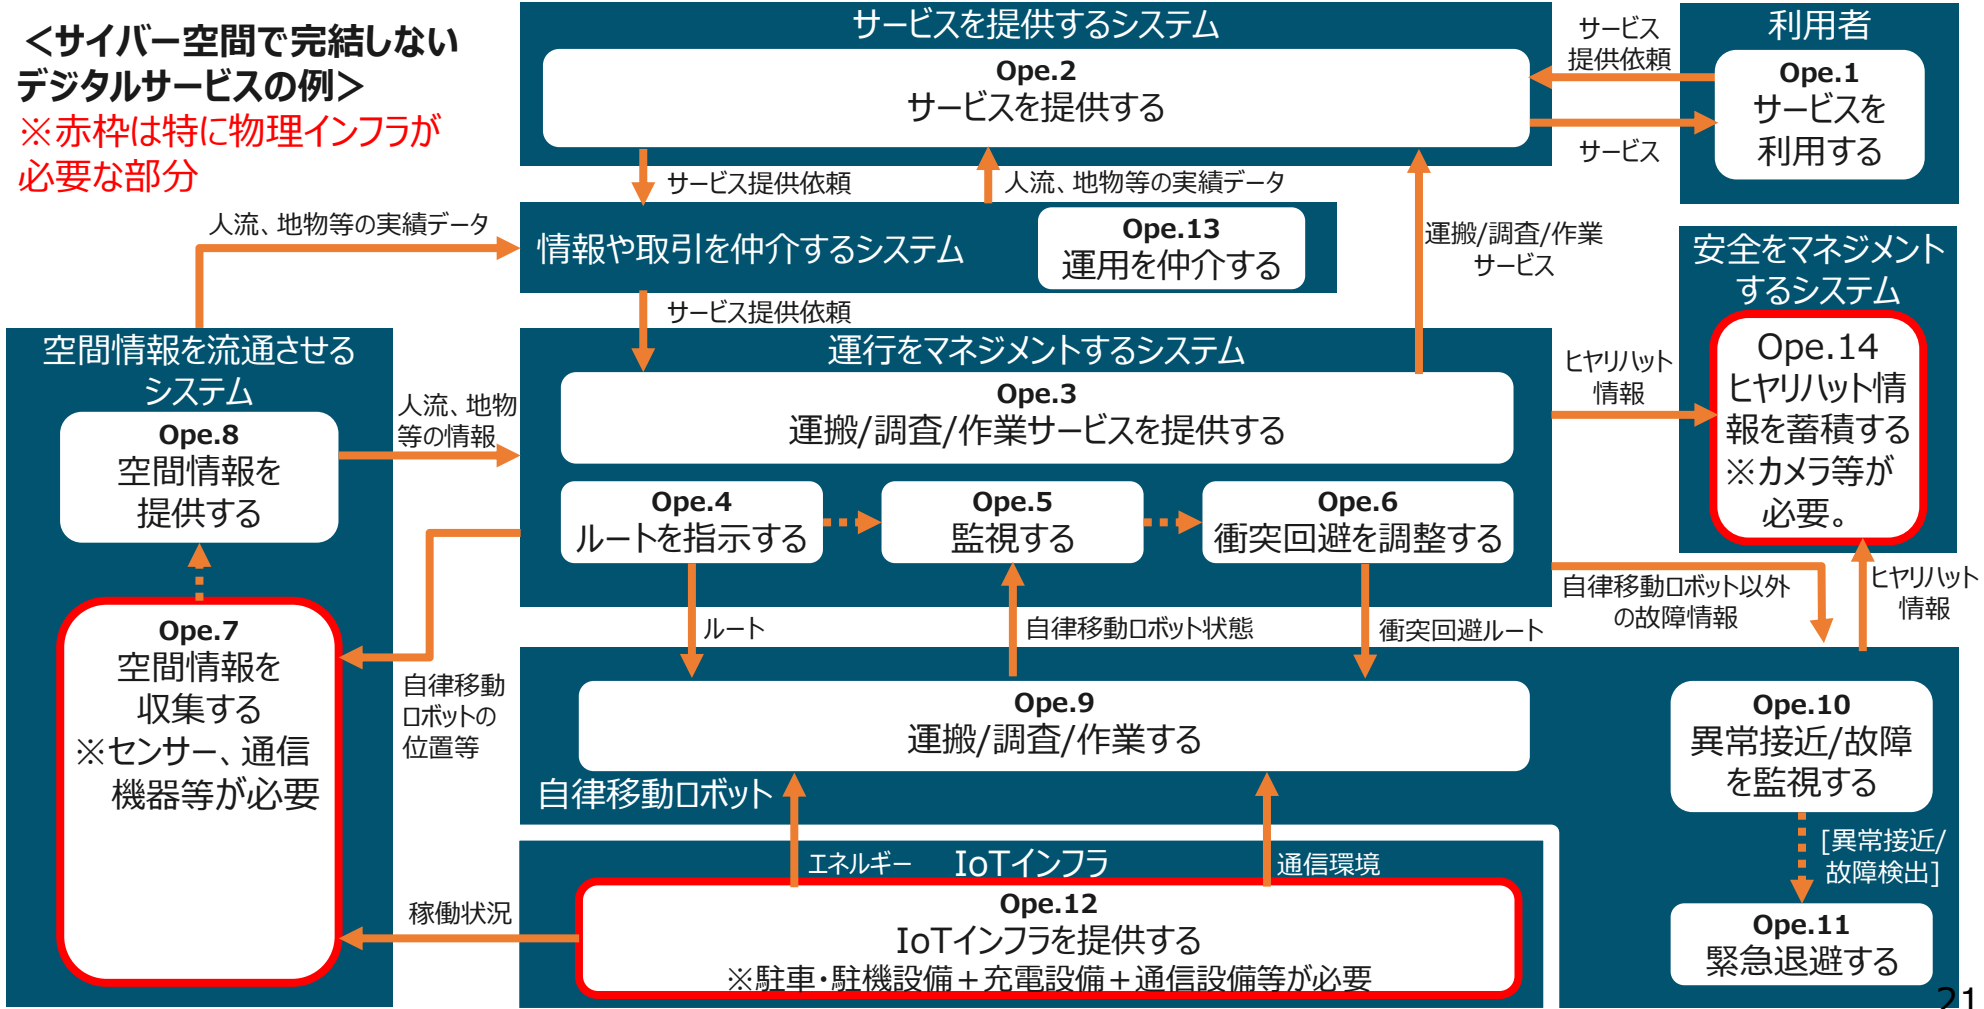 ＜サイバー空間で完結しない
デジタルサービスの例＞
※赤枠は特に物理インフラが
必要な部分
サービスを提供するシステム
Ope.2
サービスを提供する
サービス
提供依頼
サービス
利用者
Ope.1
サービスを
利用する
サービス提供依頼
人流、地物等の実績データ
人流、地物等の実績データ
情報や取引を仲介するシステム
Ope.13
運用を仲介する
運搬/調査/作業
サービス
サービス提供依頼
安全をマネジメント
するシステム
Ope.14
ヒヤリハット情
報を蓄積する
※カメラ等が
必要。
ヒヤリハット
情報
空間情報を流通させる
システム
Ope.8
空間情報を
提供する
人流、地物
等の情報
運行をマネジメントするシステム
Ope.3
運搬/調査/作業サービスを提供する
Ope.4
ルートを指示する
Ope.5
監視する
Ope.6
衝突回避を調整する
自律移動ロボット以外
の故障情報
ヒヤリハット
情報
Ope.7
空間情報を
収集する
※センサー、通信
機器等が必要
自律移動
ロボットの
位置等
ルート
自律移動ロボット状態
衝突回避ルート
Ope.9
運搬/調査/作業する
自律移動ロボット
Ope.10
異常接近/故障
を監視する
[異常接近/
故障検出]
Ope.11
緊急退避する
エネルギー
IoTインフラ
通信環境
稼働状況
Ope.12
IoTインフラを提供する
※駐車・駐機設備＋充電設備＋通信設備等が必要
21